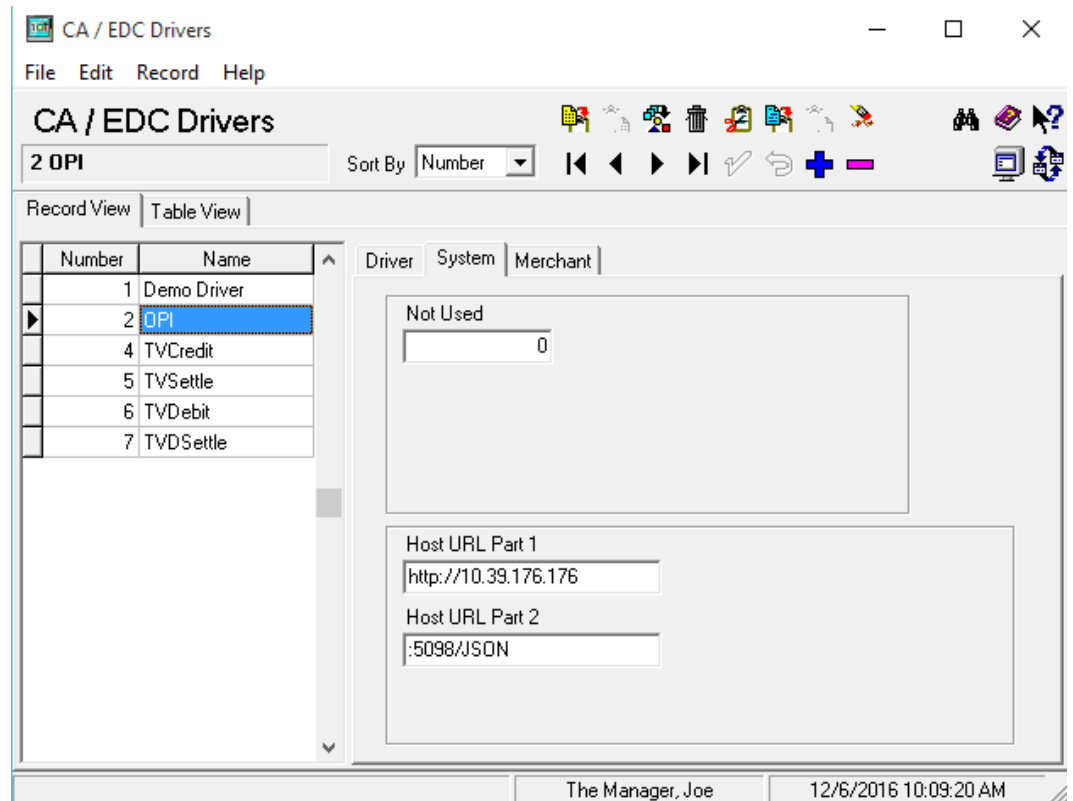 CA / EDC Drivers
File Edit Record Help
CA / EDC Drivers
2 OPI
Sort By Number
Record View Table View
Number Name
1 Demo Driver
2 OPI
4 TVCredit
5 TVSettle
6 TVDebit
7 TVDSettle
Driver System Merchant
Not Used
0
Host URL Part 1
http://10.39.176.176
Host URL Part 2
:5098/JSON
The Manager, Joe 12/6/2016 10:09:20 AM